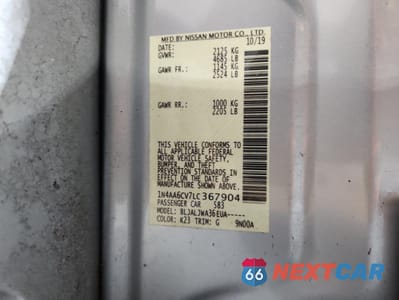 MFD BY NISSAN MOTOR CO., LTD.
DATE: 10/19
GVWR: 2125 KG
4685 LB
GAWR FR.: 1145 KG
2524 LB
GAWR RR.: 1000 KG
2205 LB
THIS VEHICLE CONFORMS
TO ALL APPLICABLE FEDERAL
MOTOR VEHICLE SAFETY,
BUMPER, AND THEFT
PREVENTION STANDARDS
IN EFFECT ON THE DATE OF
MANUFACTURE SHOWN ABOVE.
1N4AA6CV7LC367904
PASSENGER CAR 583
MODEL: BLJALJWA36EUA-----
COLOR: K23 TRIM: G 9N00A
66 NEXTCAR